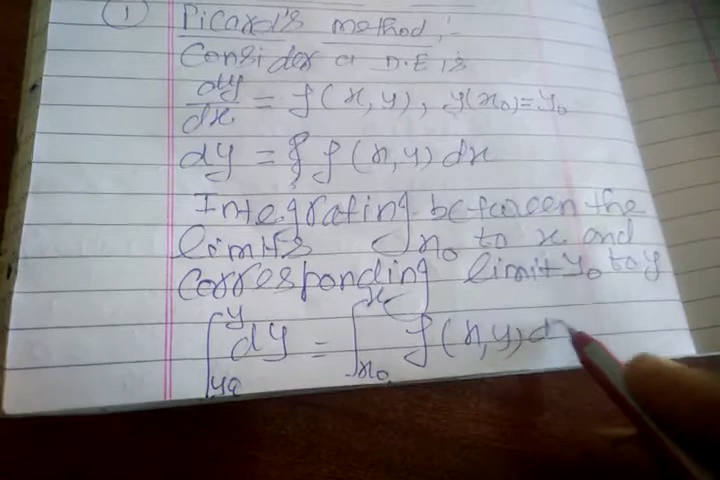 ① Picard's method :-
Consider a D.E is
dy/dx = f(x, y), y(x₀) = y₀
dy = f(x, y) dx
Integrating between the
limits x₀ to x and
corresponding limit y₀ to y
∫_{y₀}^{y} dy = ∫_{x₀}^{x} f(x, y) d